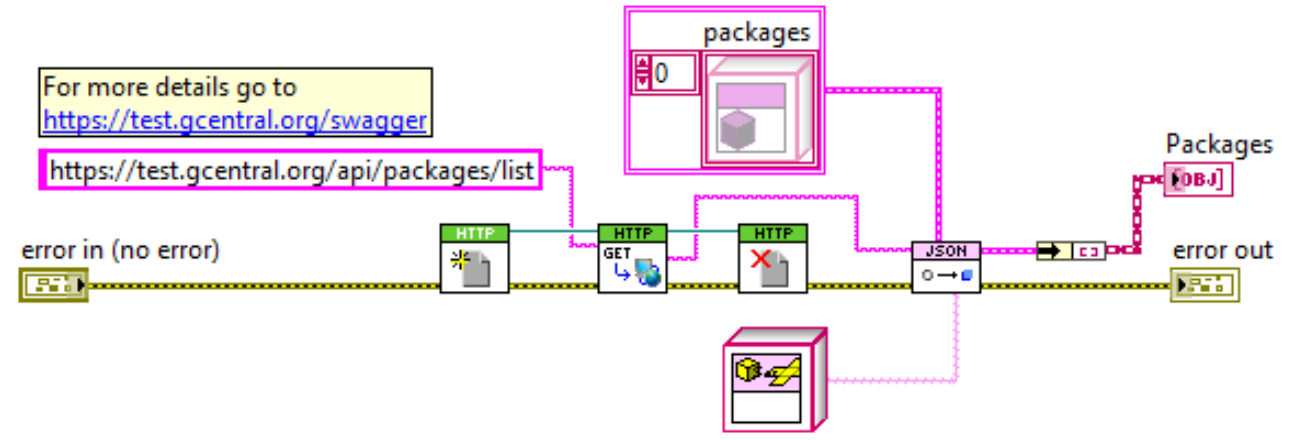 packages
0
For more details go to
https://test.gcentral.org/swagger
https://test.gcentral.org/api/packages/list
Packages
[OBJ]
HTTP
HTTP
GET
HTTP
JSON
error in (no error)
error out